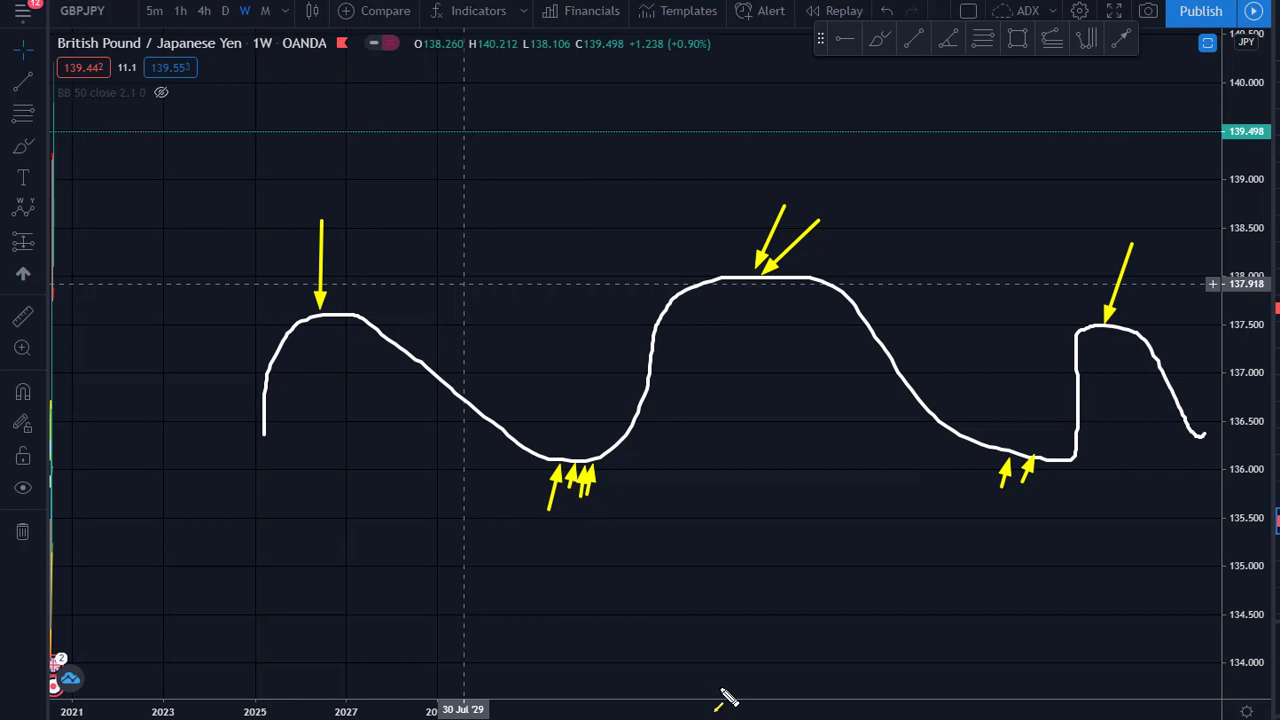 12
GBPJPY 5m 1h 4h D W M Compare Indicators Financials Templates Alert Replay ADX Publish
British Pound / Japanese Yen · 1W · OANDA O138.260 H140.212 L138.106 C139.498 +1.238 (+0.90%)
JPY
139.442 11.1 139.553
BB 50 close 2.1 0
140.000
139.498
139.000
138.500
137.918
137.500
137.000
136.500
136.000
135.500
135.000
134.500
134.000
T
W Y
2
2021 2023 2025 2027 30 Jul '29